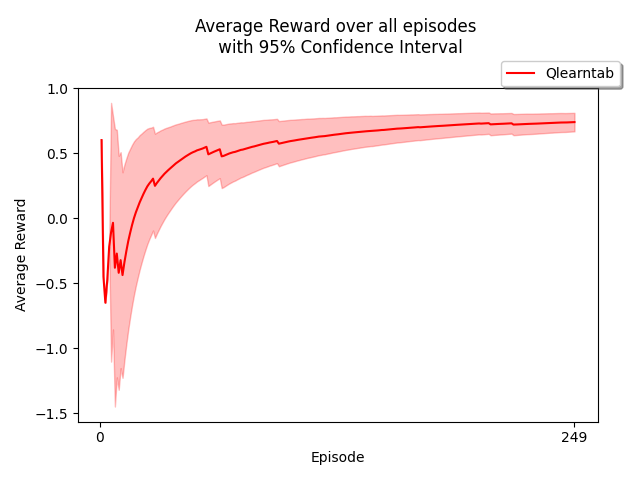 Average Reward over all episodes
with 95% Confidence Interval
Qlearntab
1.0
0.5
0.0
−0.5
−1.0
−1.5
Average Reward
0
249
Episode